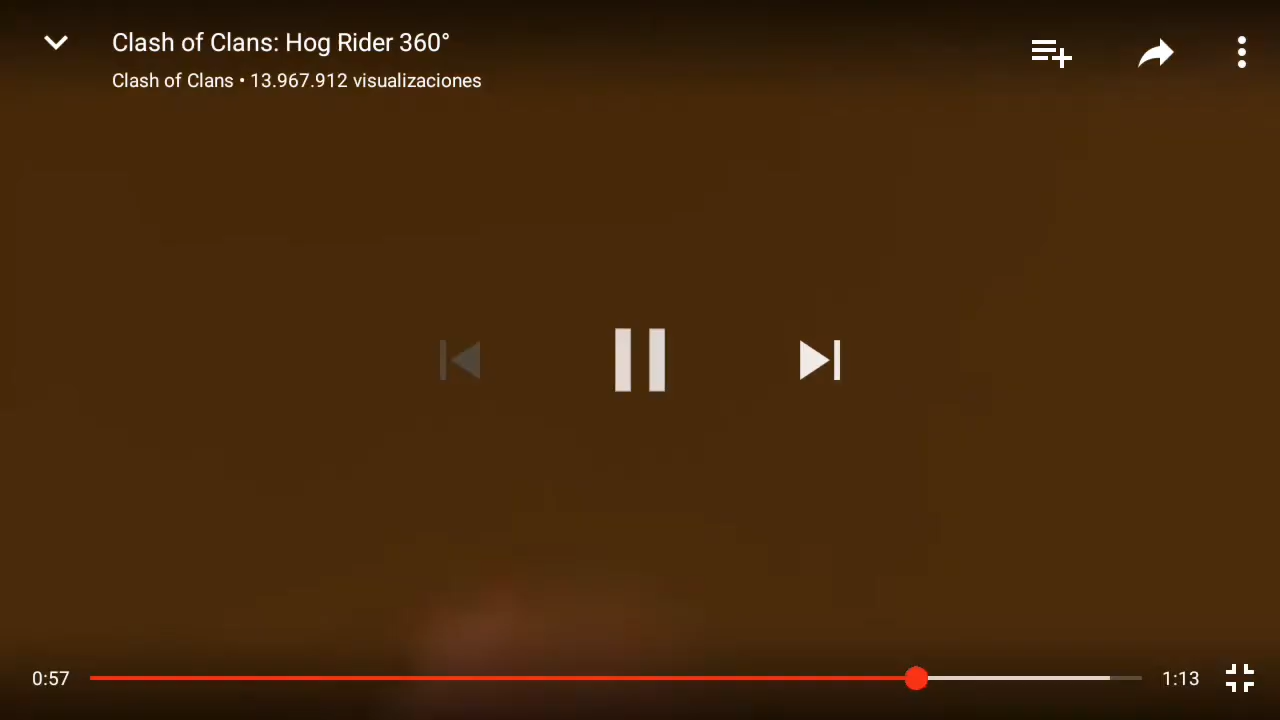 Clash of Clans: Hog Rider 360°
Clash of Clans • 13.967.912 visualizaciones
0:57
1:13